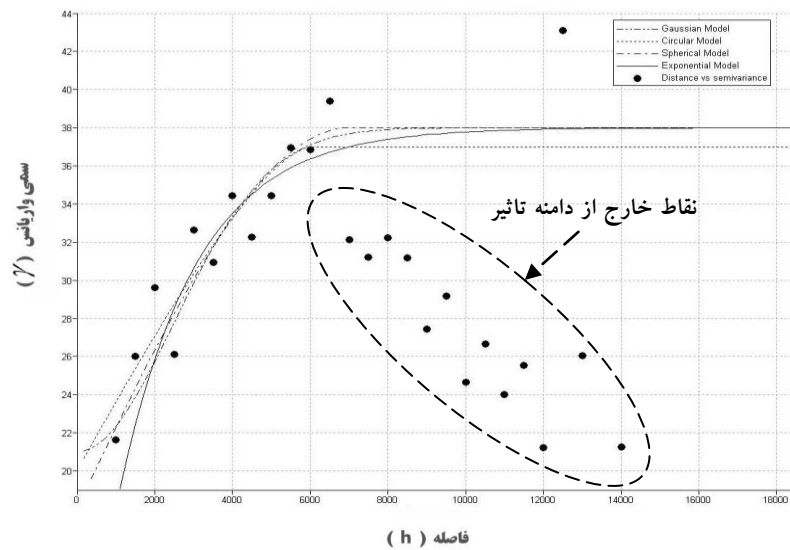 44
42
40
38
36
34
32
30
28
26
24
22
20
0 2000 4000 6000 8000 10000 12000 14000 16000 18000
Gaussian Model
Circular Model
Spherical Model
Exponential Model
Distance vs semivariance
نقاط خارج از دامنه تاثیر
سمی واریانس (γ)
فاصله ( h )